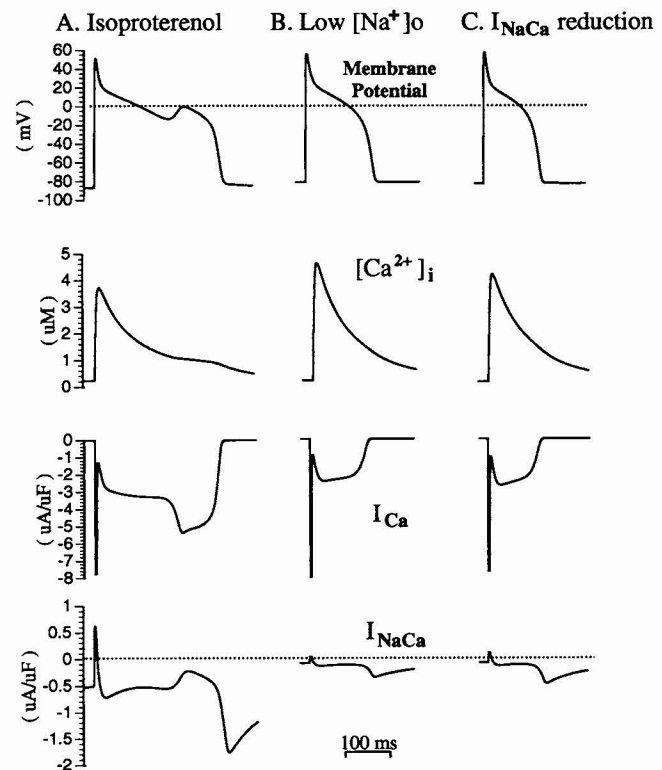 A. Isoproterenol B. Low [Na+]o C. INaCa reduction
60
40
20
0
-20
-40
-60
-80
-100
( mV )
Membrane
Potential
5
4
3
2
1
0
( uM )
[Ca2+]i
0
-1
-2
-3
-4
-5
-6
-7
-8
(uA/uF)
ICa
1
0.5
0
-0.5
-1
-1.5
-2
(uA/uF)
INaCa
100 ms